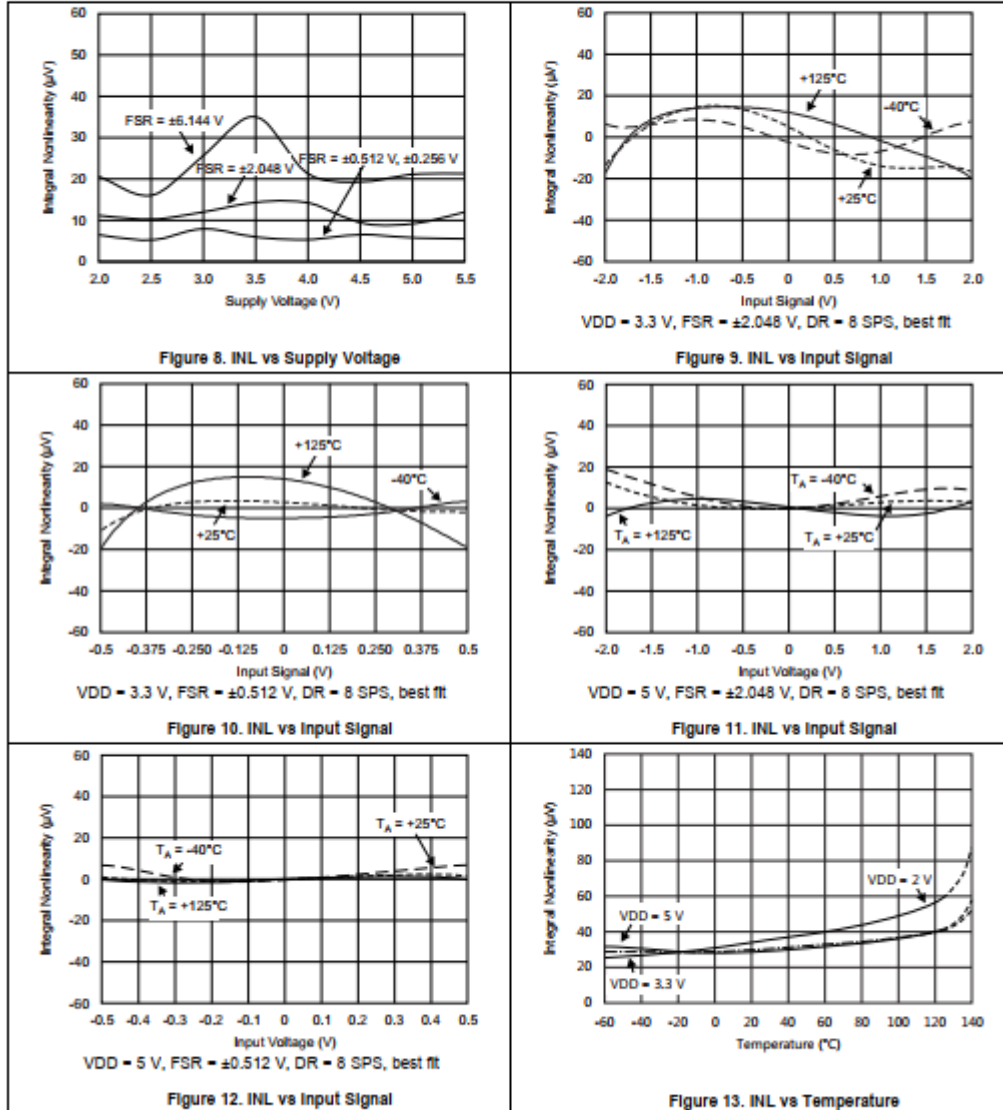 60
50
40
30
20
10
0
Integral Nonlinearity (µV)
FSR = ±6.144 V
FSR = ±2.048 V
FSR = ±0.512 V, ±0.256 V
2.0 2.5 3.0 3.5 4.0 4.5 5.0 5.5
Supply Voltage (V)
Figure 8. INL vs Supply Voltage
60
40
20
0
-20
-40
-60
Integral Nonlinearity (µV)
+125°C
-40°C
+25°C
-2.0 -1.5 -1.0 -0.5 0 0.5 1.0 1.5 2.0
Input Signal (V)
VDD = 3.3 V, FSR = ±2.048 V, DR = 8 SPS, best fit
Figure 9. INL vs Input Signal
60
40
20
0
-20
-40
-60
Integral Nonlinearity (µV)
+125°C
-40°C
+25°C
-0.5 -0.375 -0.250 -0.125 0 0.125 0.250 0.375 0.5
Input Signal (V)
VDD = 3.3 V, FSR = ±0.512 V, DR = 8 SPS, best fit
Figure 10. INL vs Input Signal
60
40
20
0
-20
-40
-60
Integral Nonlinearity (µV)
TA = -40°C
TA = +125°C
TA = +25°C
-2.0 -1.5 -1.0 -0.5 0 0.5 1.0 1.5 2.0
Input Voltage (V)
VDD = 5 V, FSR = ±2.048 V, DR = 8 SPS, best fit
Figure 11. INL vs Input Signal
60
40
20
0
-20
-40
-60
Integral Nonlinearity (µV)
TA = +25°C
TA = -40°C
TA = +125°C
-0.5 -0.4 -0.3 -0.2 -0.1 0 0.1 0.2 0.3 0.4 0.5
Input Voltage (V)
VDD = 5 V, FSR = ±0.512 V, DR = 8 SPS, best fit
Figure 12. INL vs Input Signal
140
120
100
80
60
40
20
0
Integral Nonlinearity (µV)
VDD = 2 V
VDD = 5 V
VDD = 3.3 V
-60 -40 -20 0 20 40 60 80 100 120 140
Temperature (°C)
Figure 13. INL vs Temperature